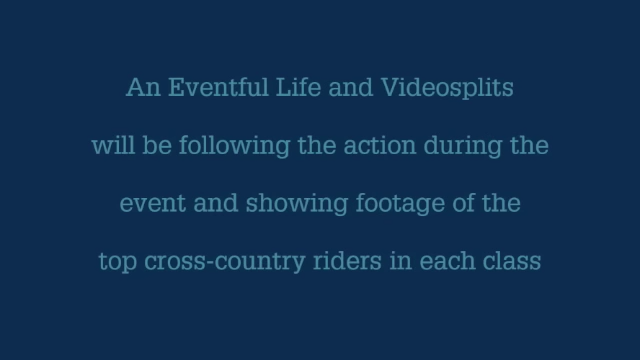 An Eventful Life and Videosplits
will be following the action during the
event and showing footage of the
top cross-country riders in each class